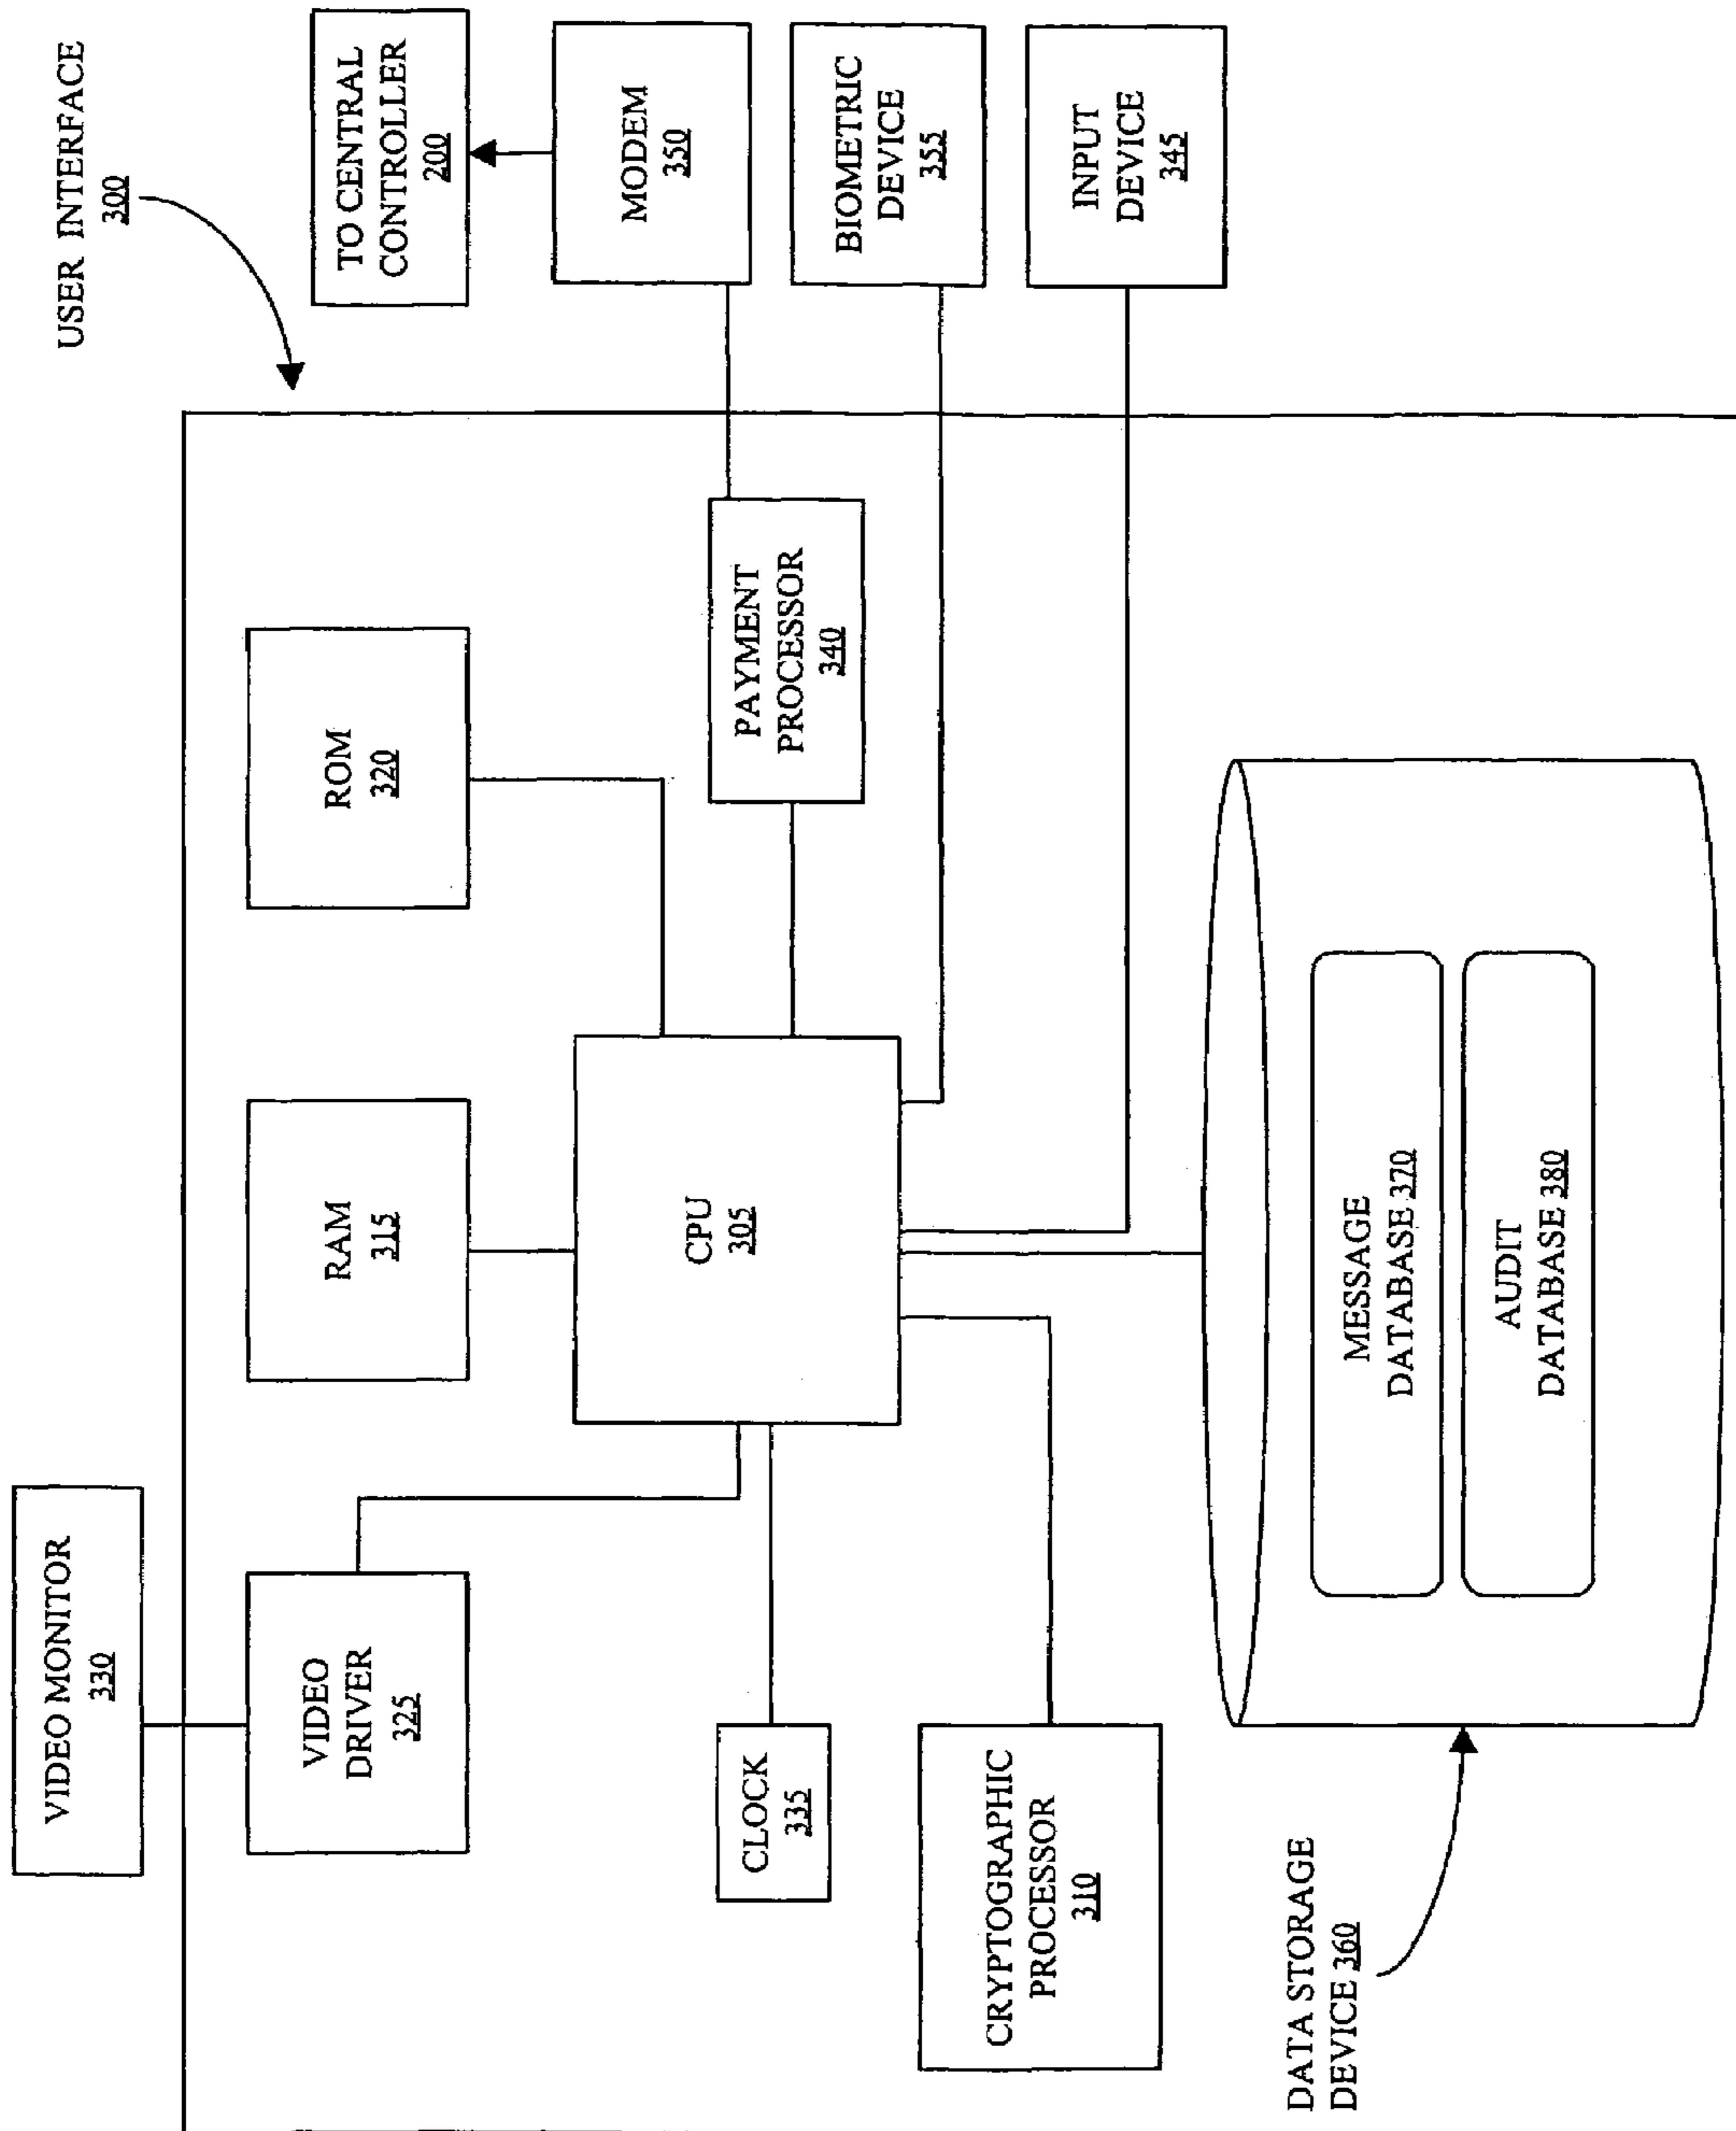 USER INTERFACE
300
VIDEO MONITOR
330
VIDEO
DRIVER
325
RAM
315
ROM
320
TO CENTRAL
CONTROLLER
200
MODEM
350
CLOCK
335
CPU
305
PAYMENT
PROCESSOR
340
BIOMETRIC
DEVICE
355
CRYPTOGRAPHIC
PROCESSOR
310
INPUT
DEVICE
345
DATA STORAGE
DEVICE 360
MESSAGE
DATABASE 370
AUDIT
DATABASE 380